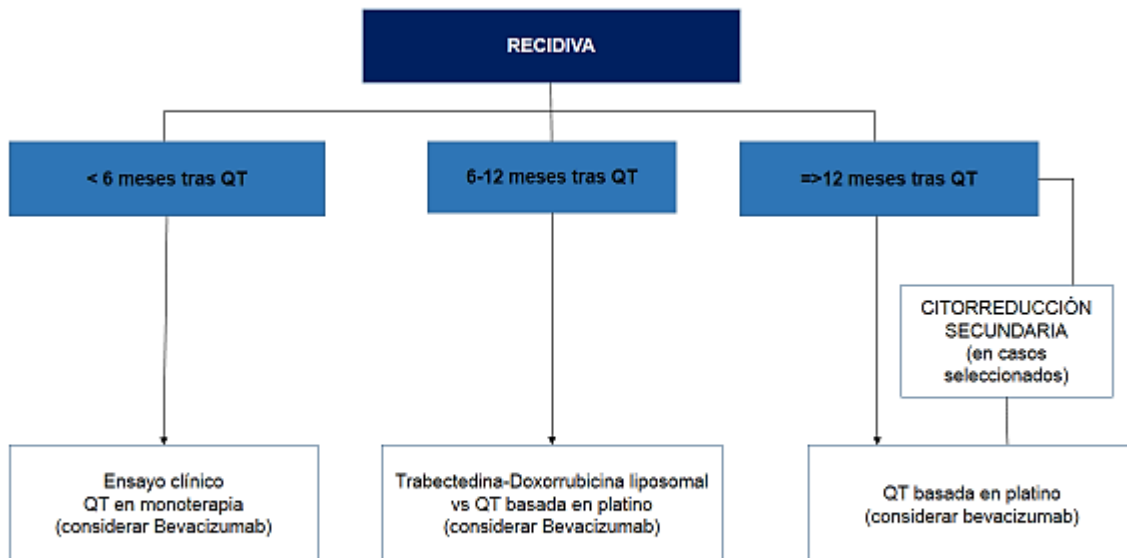 RECIDIVA
< 6 meses tras QT
6-12 meses tras QT
=>12 meses tras QT
CITORREDUCCIÓN
SECUNDARIA
(en casos
seleccionados)
Ensayo clínico
QT en monoterapia
(considerar Bevacizumab)
Trabectedina-Doxorrubicina liposomal
vs QT basada en platino
(considerar Bevacizumab)
QT basada en platino
(considerar bevacizumab)